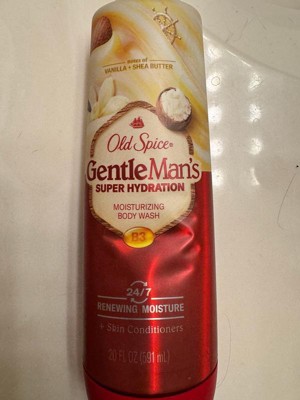 notes of
VANILLA + SHEA BUTTER
Old Spice®
GentleMan's
SUPER HYDRATION
MOISTURIZING
BODY WASH
B3
24/7
RENEWING MOISTURE
+ Skin Conditioners
20 FL OZ (591 mL)